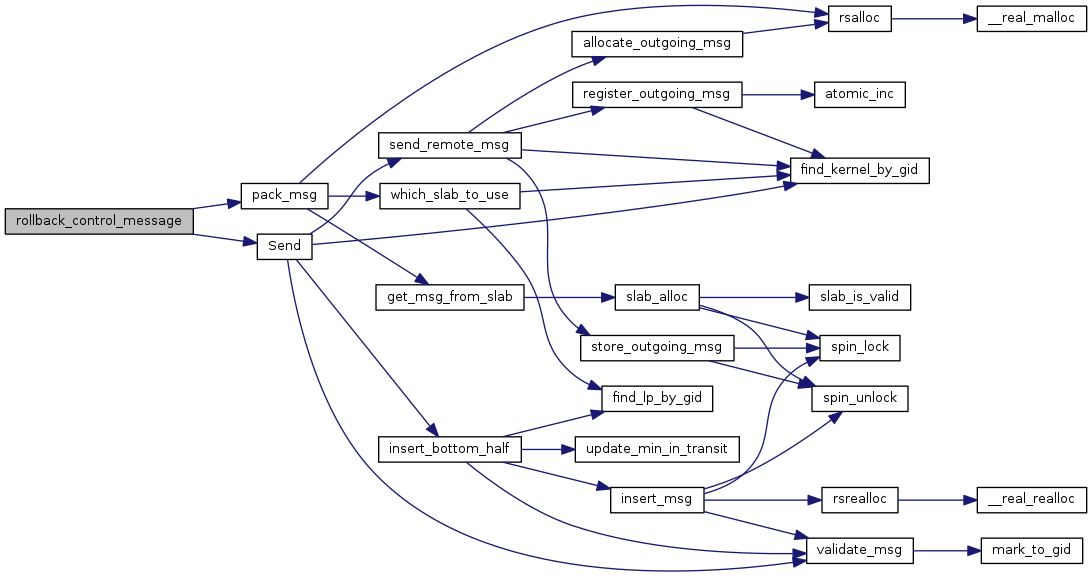 rsalloc
__real_malloc
allocate_outgoing_msg
register_outgoing_msg
atomic_inc
send_remote_msg
find_kernel_by_gid
pack_msg
which_slab_to_use
rollback_control_message
Send
get_msg_from_slab
slab_alloc
slab_is_valid
store_outgoing_msg
spin_lock
find_lp_by_gid
spin_unlock
insert_bottom_half
update_min_in_transit
insert_msg
rsrealloc
__real_realloc
validate_msg
mark_to_gid